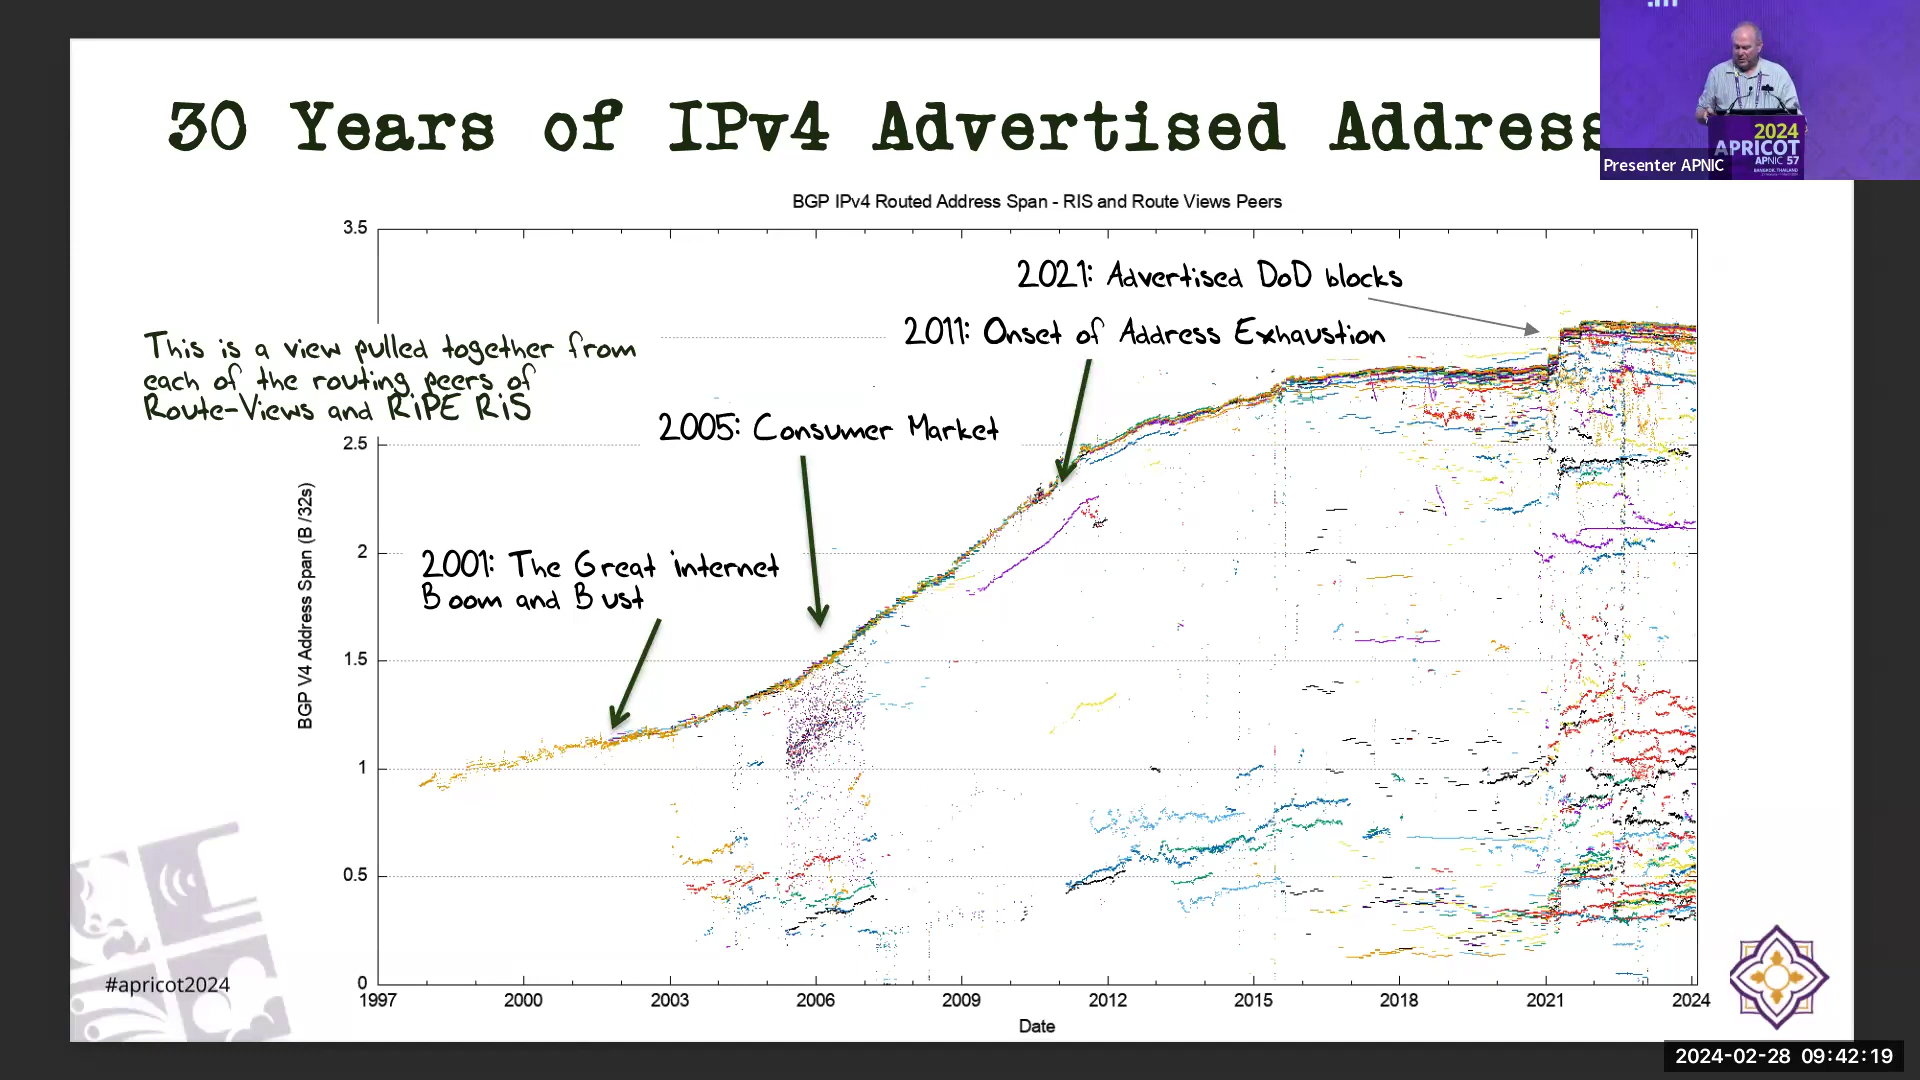 30 Years of IPv4 Advertised Address
2024
APRICOT
APNIC 57
BANGKOK, THAILAND
Presenter APNIC
BGP IPv4 Routed Address Span - RIS and Route Views Peers
3.5
2021: Advertised DoD blocks
2011: Onset of Address Exhaustion
This is a view pulled together from
each of the routing peers of
Route-Views and RIPE RIS
2005: Consumer Market
2.5
2001: The Great internet
Boom and Bust
2
1.5
1
0.5
0
BGP V4 Address Span (B /32s)
1997 2000 2003 2006 2009 2012 2015 2018 2021 2024
Date
#apricot2024
2024-02-28 09:42:19